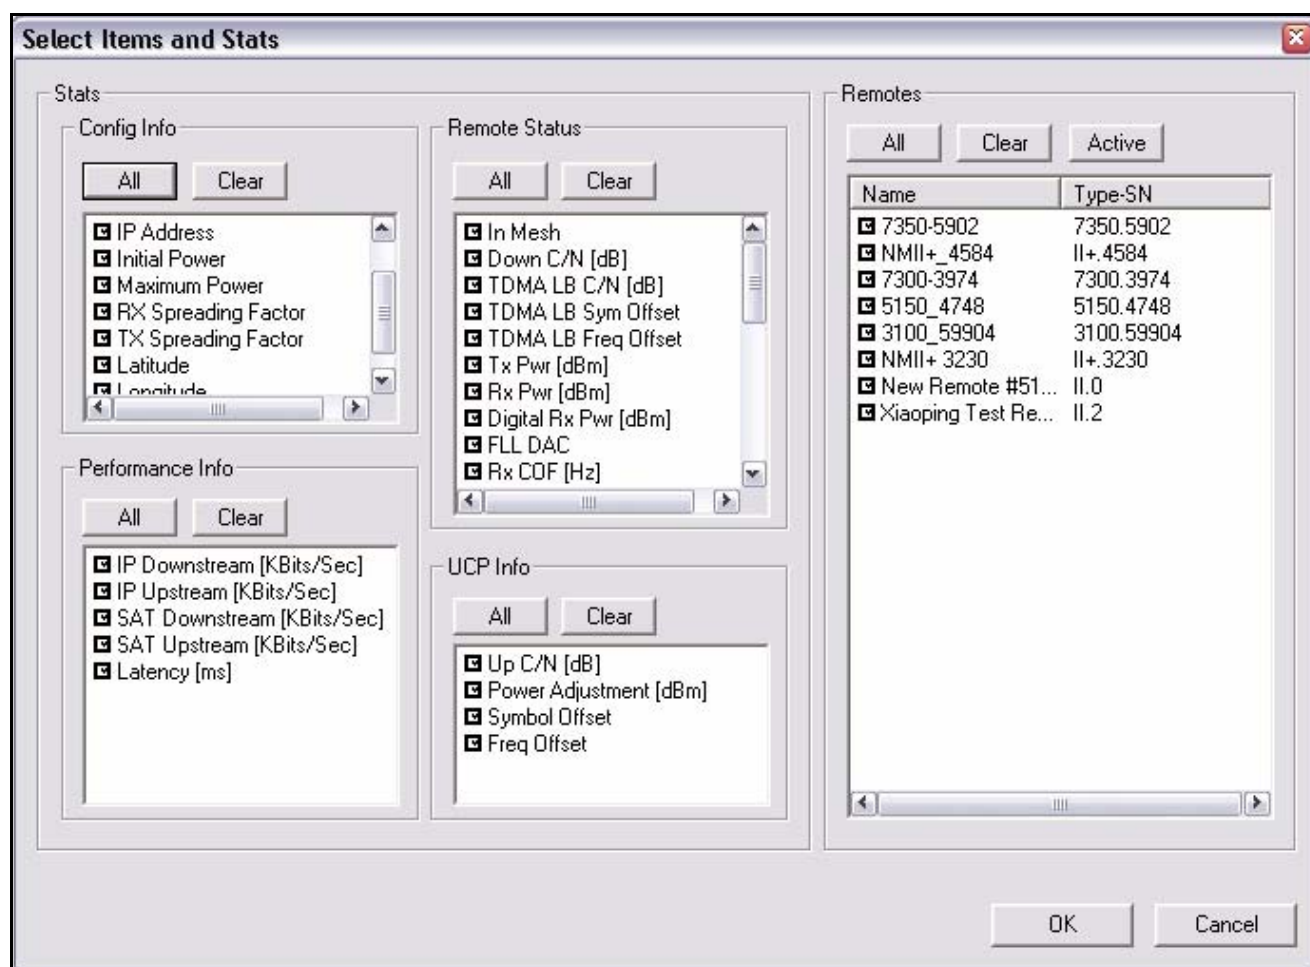 Select Items and Stats
Stats
Config Info
All Clear
IP Address
Initial Power
Maximum Power
RX Spreading Factor
TX Spreading Factor
Latitude
Longitude
Performance Info
All Clear
IP Downstream [KBits/Sec]
IP Upstream [KBits/Sec]
SAT Downstream [KBits/Sec]
SAT Upstream [KBits/Sec]
Latency [ms]
Remote Status
All Clear
In Mesh
Down C/N [dB]
TDMA LB C/N [dB]
TDMA LB Sym Offset
TDMA LB Freq Offset
Tx Pwr [dBm]
Rx Pwr [dBm]
Digital Rx Pwr [dBm]
FLL DAC
Rx COF [Hz]
UCP Info
All Clear
Up C/N [dB]
Power Adjustment [dBm]
Symbol Offset
Freq Offset
Remotes
All Clear Active
Name Type-SN
7350-5902 7350.5902
NMII+_4584 II+.4584
7300-3974 7300.3974
5150_4748 5150.4748
3100_59904 3100.59904
NMII+ 3230 II+.3230
New Remote #51... II.0
Xiaoping Test Re... II.2
OK Cancel